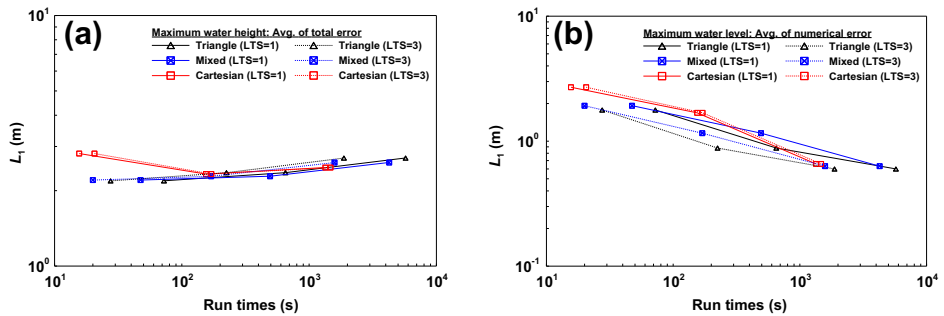 (a)
Maximum water height: Avg. of total error
Triangle (LTS=1) Triangle (LTS=3)
Mixed (LTS=1) Mixed (LTS=3)
Cartesian (LTS=1) Cartesian (LTS=3)
10¹
10⁰
L₁ (m)
10¹ 10² 10³ 10⁴
Run times (s)
(b)
Maximum water level: Avg. of numerical error
Triangle (LTS=1) Triangle (LTS=3)
Mixed (LTS=1) Mixed (LTS=3)
Cartesian (LTS=1) Cartesian (LTS=3)
10¹
10⁰
10⁻¹
L₁ (m)
10¹ 10² 10³ 10⁴
Run times (s)